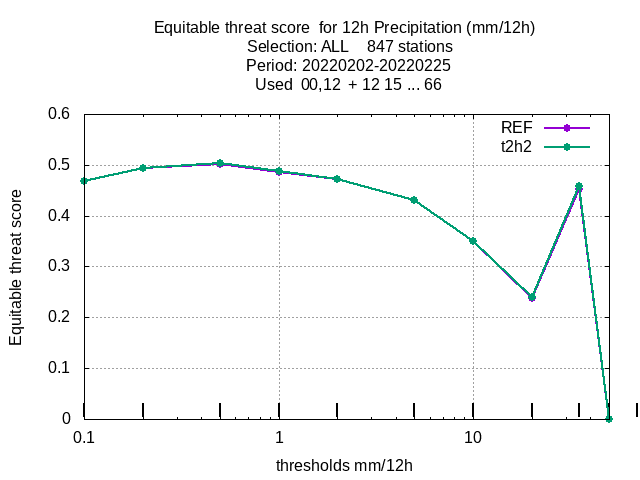 Equitable threat score  for 12h Precipitation (mm/12h)
Selection: ALL    847 stations
Period: 20220202-20220225
Used  00,12  + 12 15 ... 66
REF
t2h2
0.6
0.5
0.4
0.3
0.2
0.1
0
Equitable threat score
0.1 1 10
thresholds mm/12h